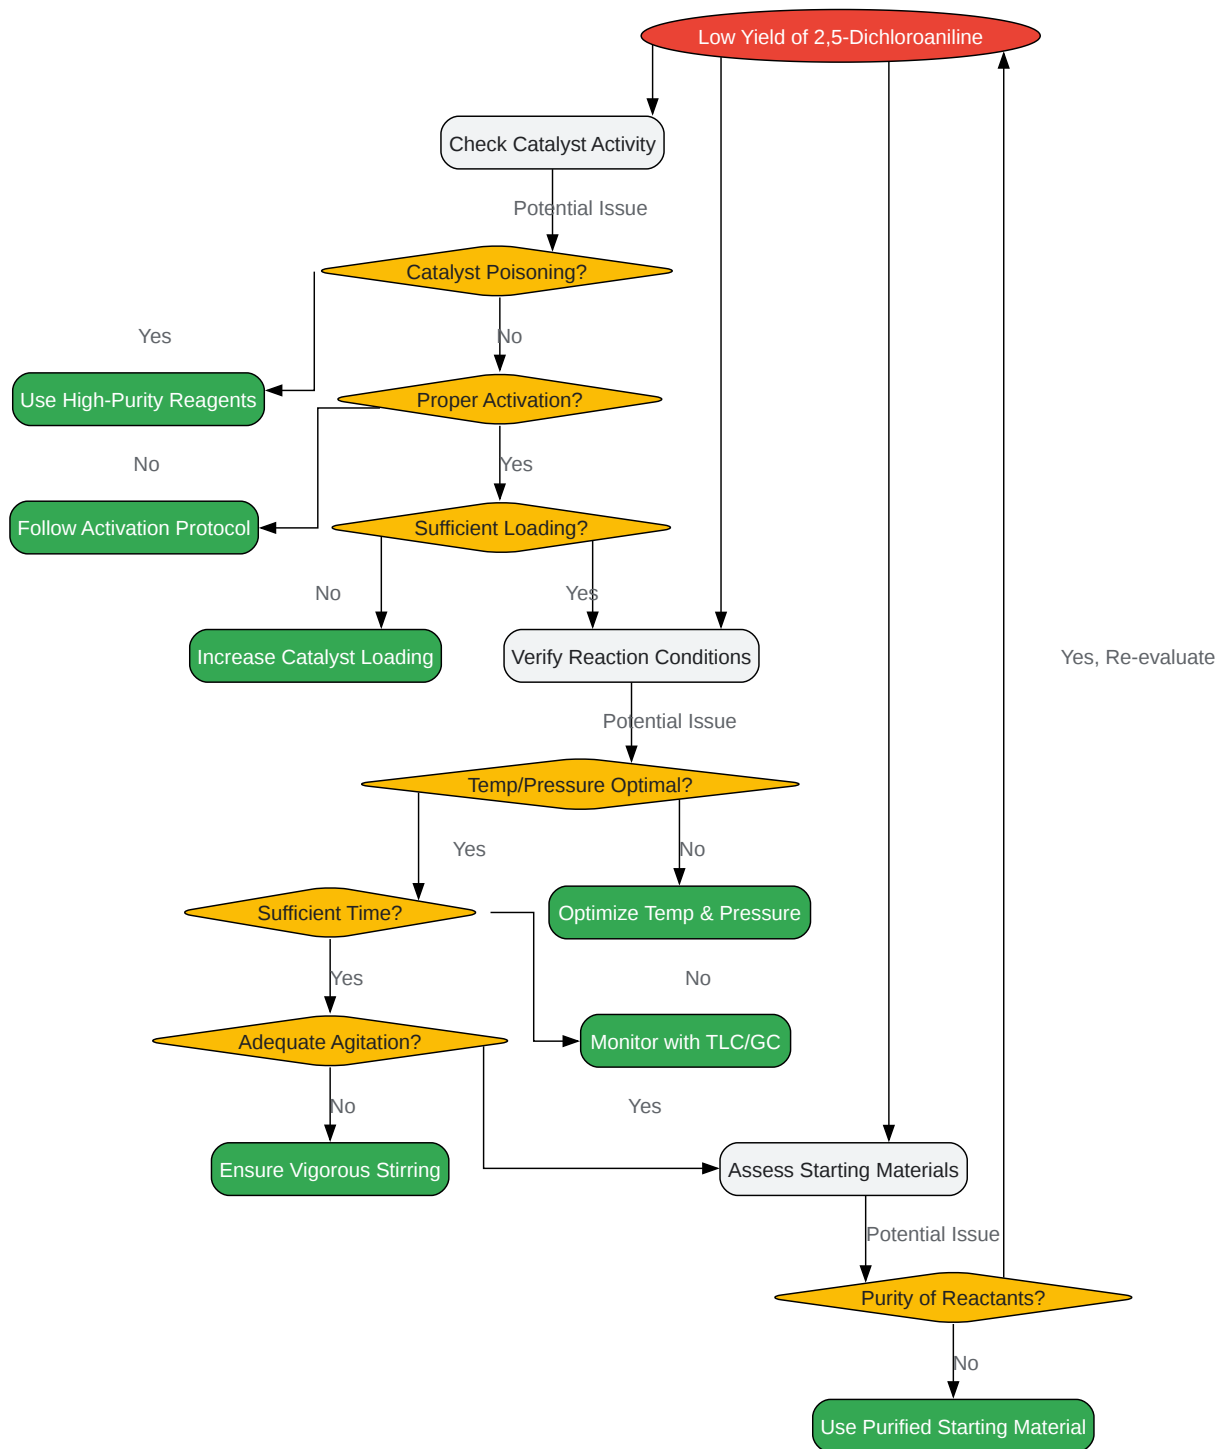 Low Yield of 2,5-Dichloroaniline
Check Catalyst Activity
Potential Issue
Catalyst Poisoning?
Yes
No
Use High-Purity Reagents
Proper Activation?
No
Yes
Follow Activation Protocol
Sufficient Loading?
No
Yes
Increase Catalyst Loading
Verify Reaction Conditions
Yes, Re-evaluate
Potential Issue
Temp/Pressure Optimal?
Yes
No
Sufficient Time?
Optimize Temp & Pressure
Yes
No
Adequate Agitation?
Monitor with TLC/GC
No
Yes
Ensure Vigorous Stirring
Assess Starting Materials
Potential Issue
Purity of Reactants?
No
Use Purified Starting Material